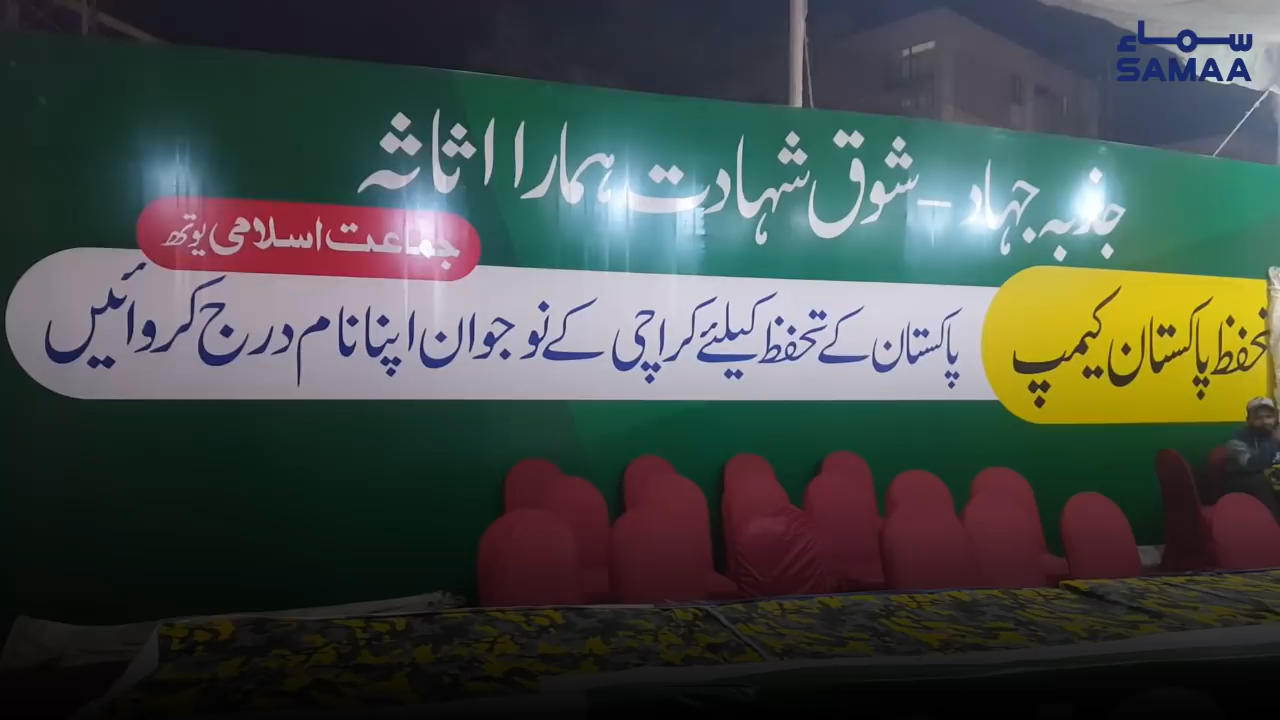 سماء
SAMAA
جذبہ جہاد - شوق شہادت ہمارا اثاثہ
جماعت اسلامی یوتھ
تحفظ پاکستان کیمپ
پاکستان کے تحفظ کیلئے کراچی کے نوجوان اپنا نام درج کروائیں